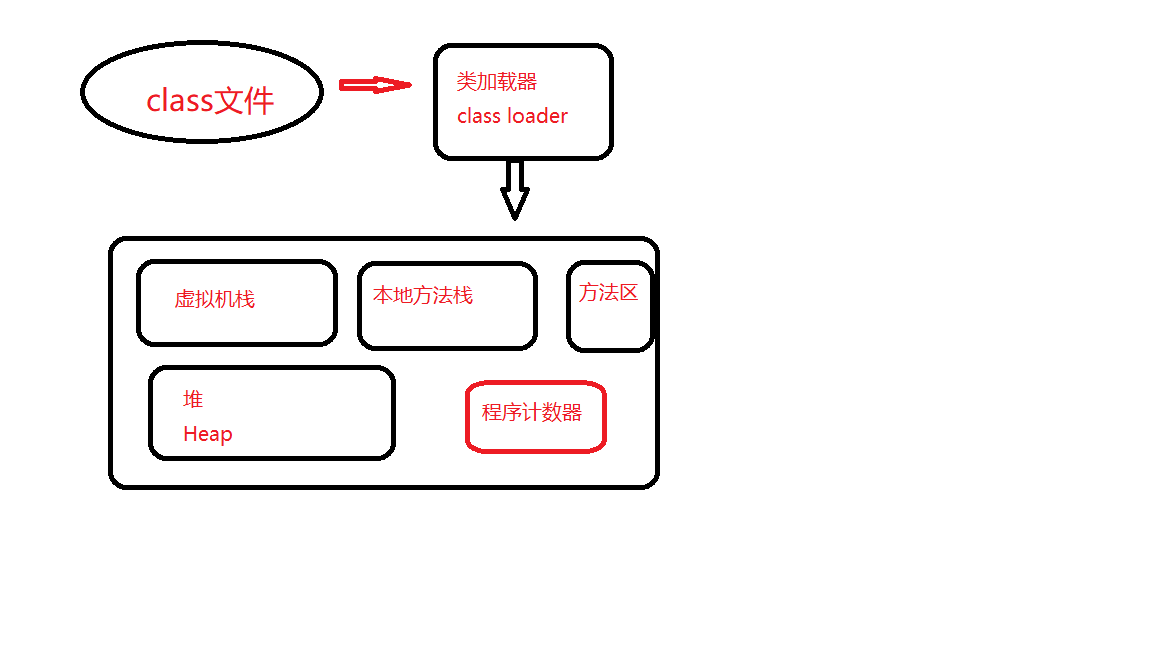 class文件
类加载器
class loader
虚拟机栈
本地方法栈
方法区
堆
Heap
程序计数器